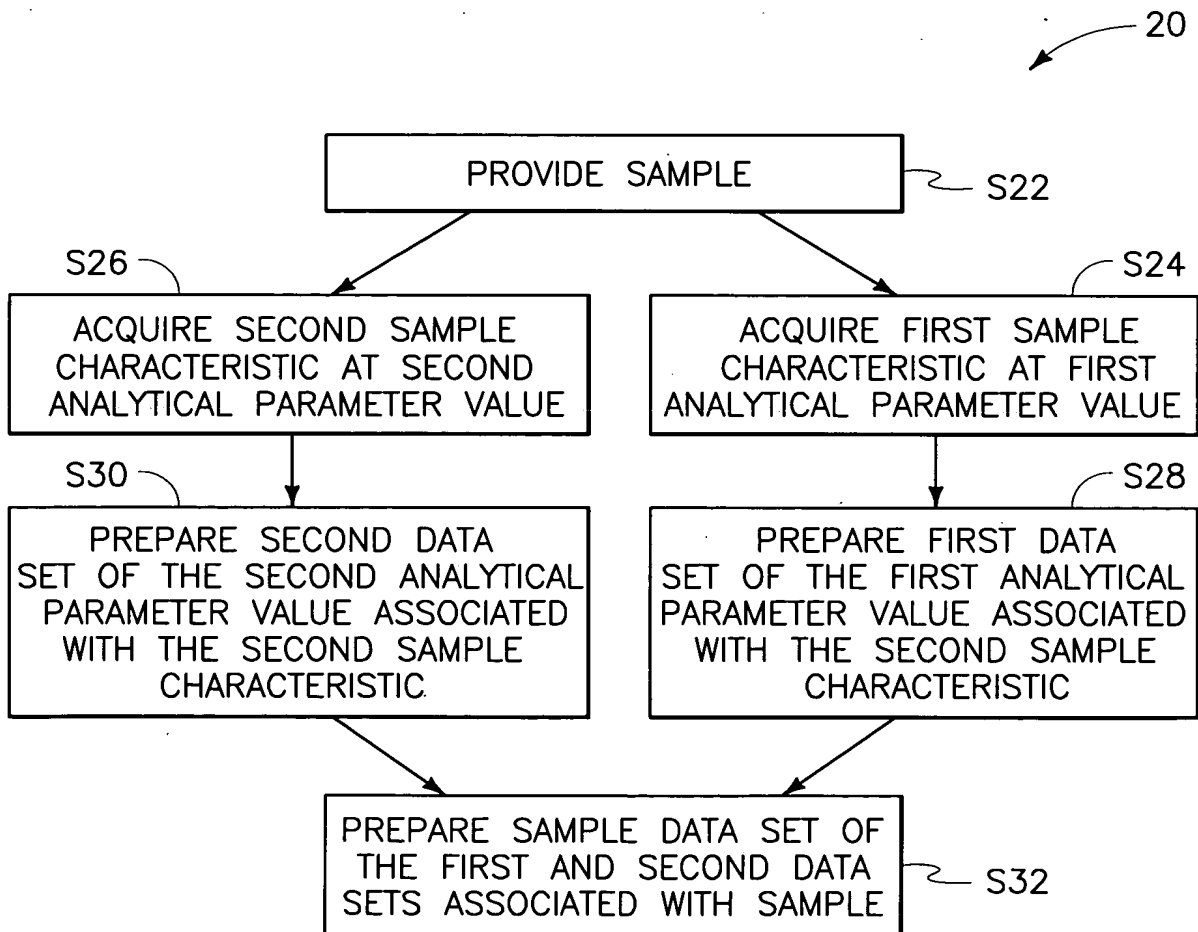 20
PROVIDE SAMPLE
S22
S26
S24
ACQUIRE SECOND SAMPLE
CHARACTERISTIC AT SECOND
ANALYTICAL PARAMETER VALUE
ACQUIRE FIRST SAMPLE
CHARACTERISTIC AT FIRST
ANALYTICAL PARAMETER VALUE
S30
S28
PREPARE SECOND DATA
SET OF THE SECOND ANALYTICAL
PARAMETER VALUE ASSOCIATED
WITH THE SECOND SAMPLE
CHARACTERISTIC
PREPARE FIRST DATA
SET OF THE FIRST ANALYTICAL
PARAMETER VALUE ASSOCIATED
WITH THE SECOND SAMPLE
CHARACTERISTIC
PREPARE SAMPLE DATA SET OF
THE FIRST AND SECOND DATA
SETS ASSOCIATED WITH SAMPLE
S32